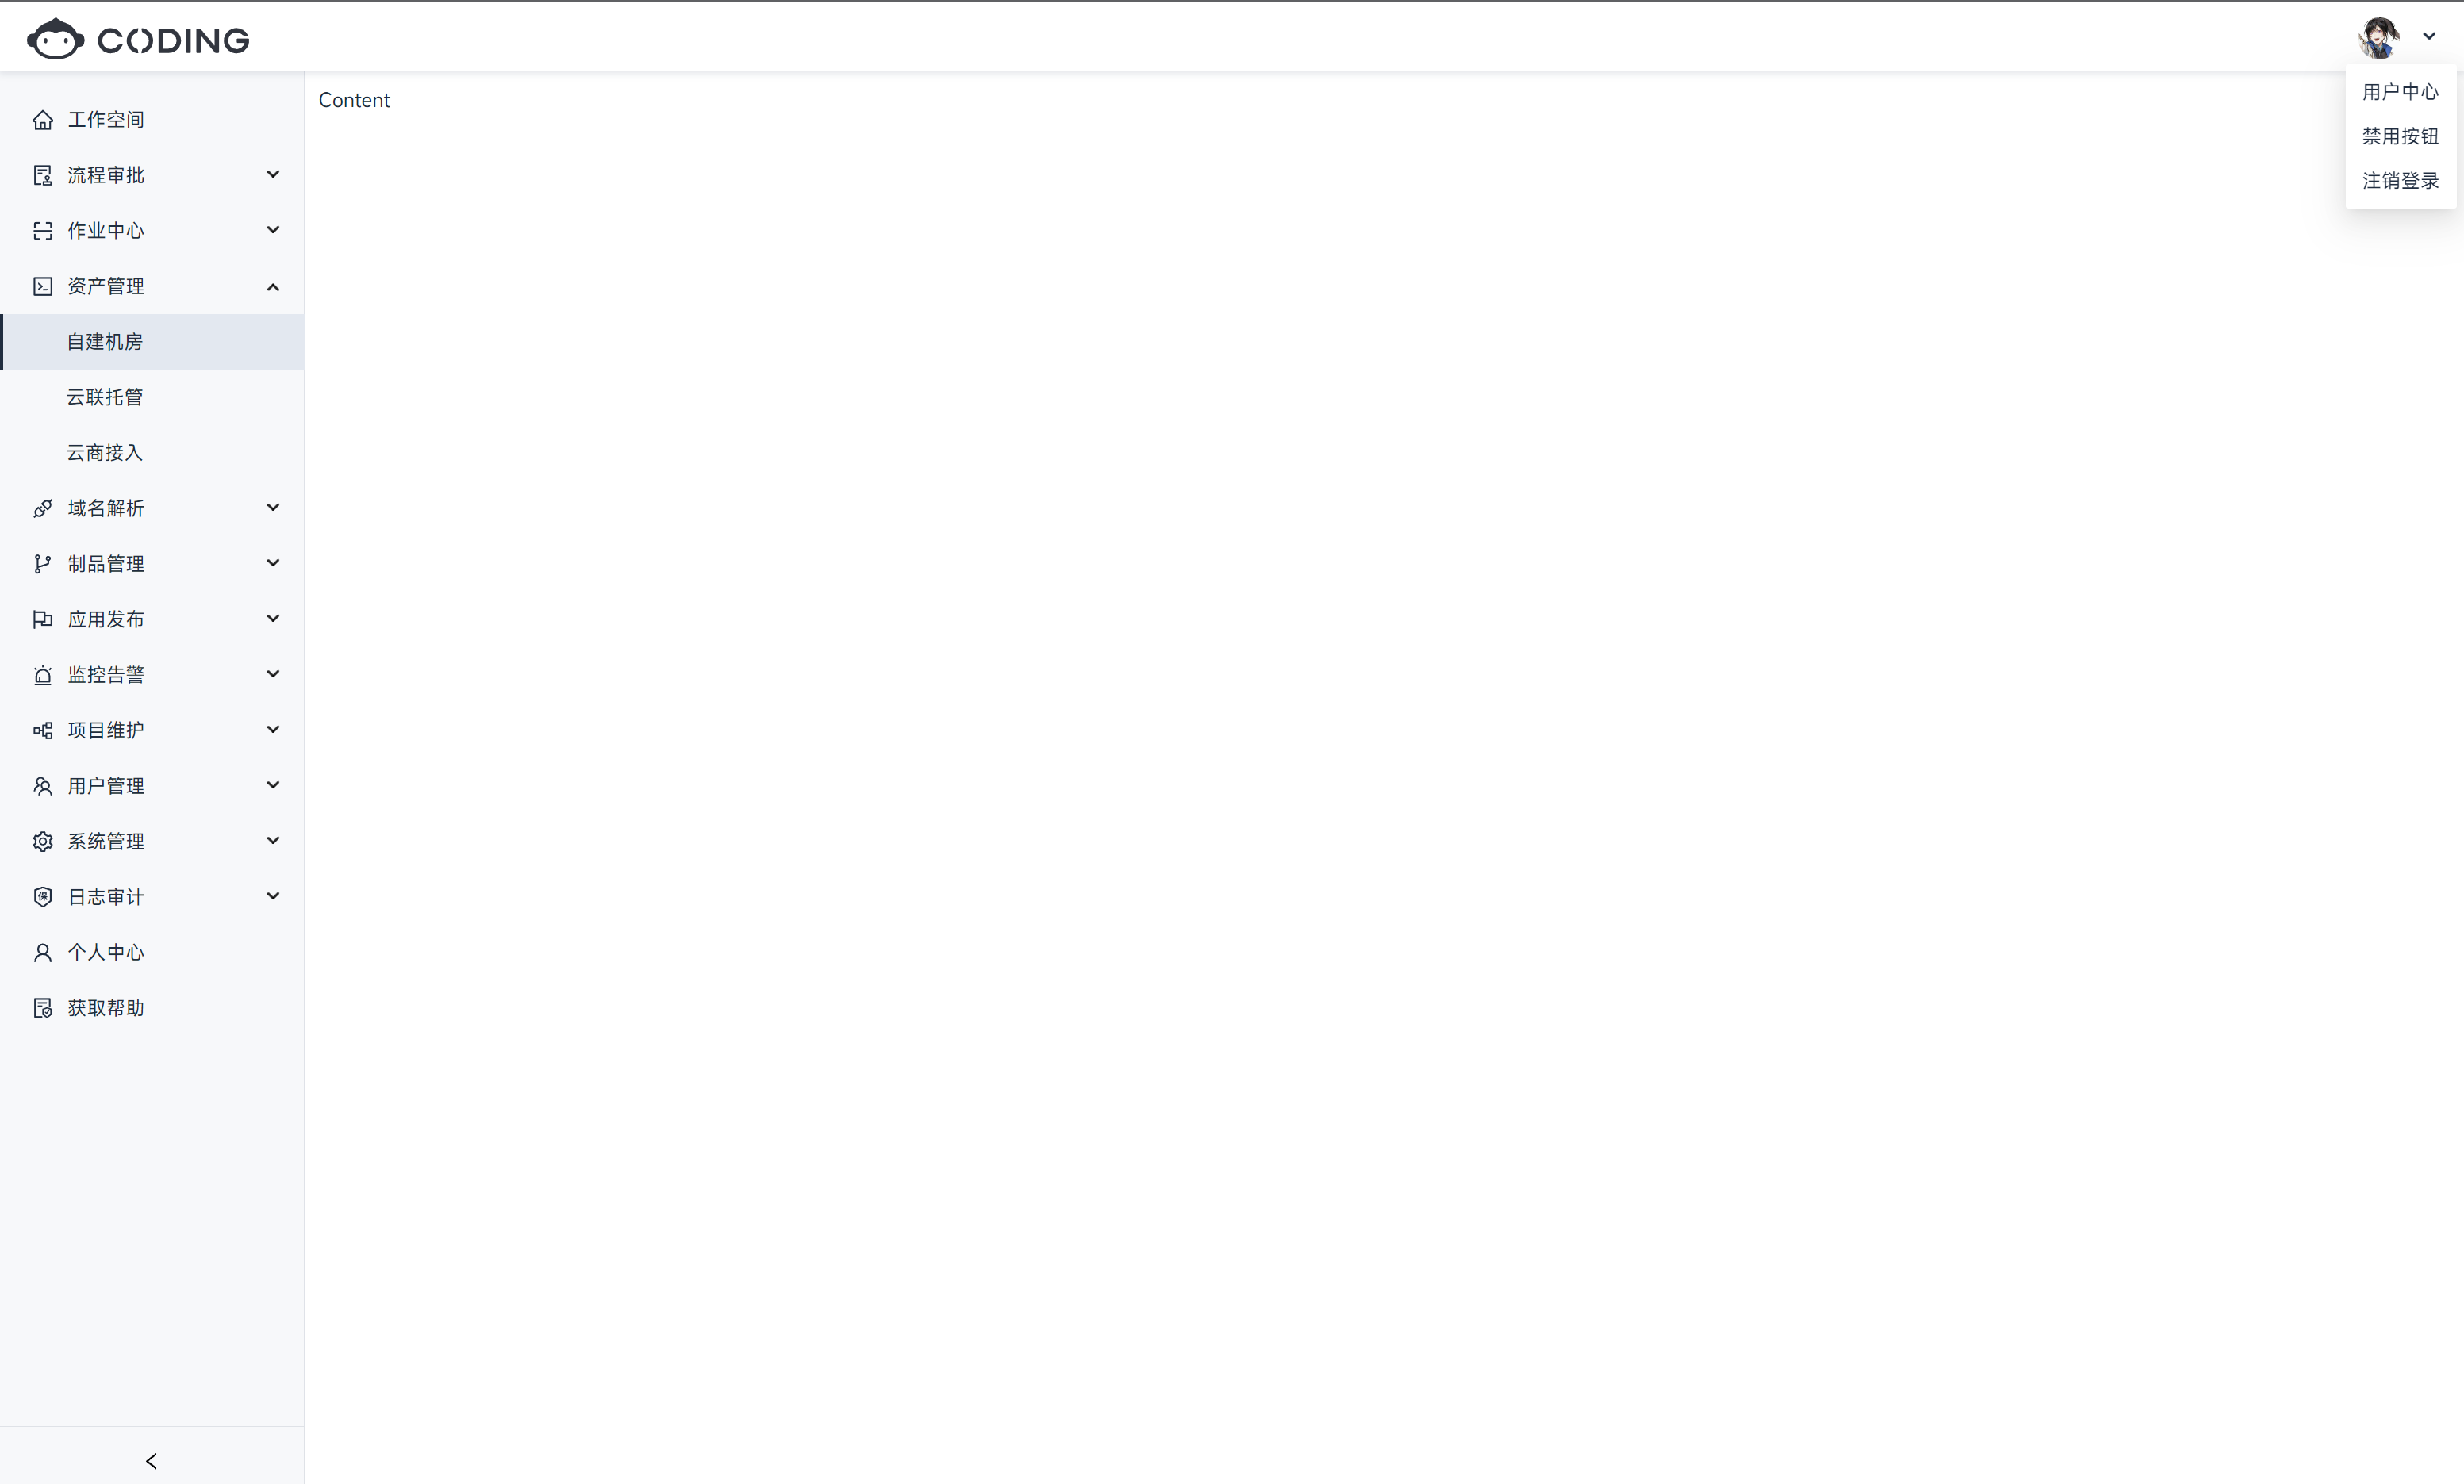 CODING
用户中心
禁用按钮
注销登录
工作空间
流程审批
作业中心
资产管理
自建机房
云联托管
云商接入
域名解析
制品管理
应用发布
监控告警
项目维护
用户管理
系统管理
日志审计
个人中心
获取帮助
Content